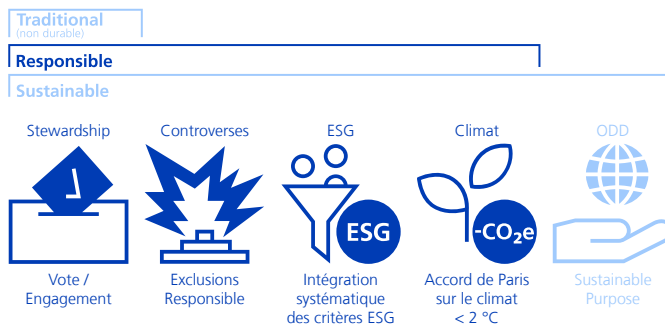 Traditional
(non durable)
Responsible
Sustainable
Stewardship
Controverses
ESG
Climat
ODD
ESG
-CO₂e
Vote /
Engagement
Exclusions
Responsible
Intégration
systématique
des critères ESG
Accord de Paris
sur le climat
< 2 °C
Sustainable
Purpose